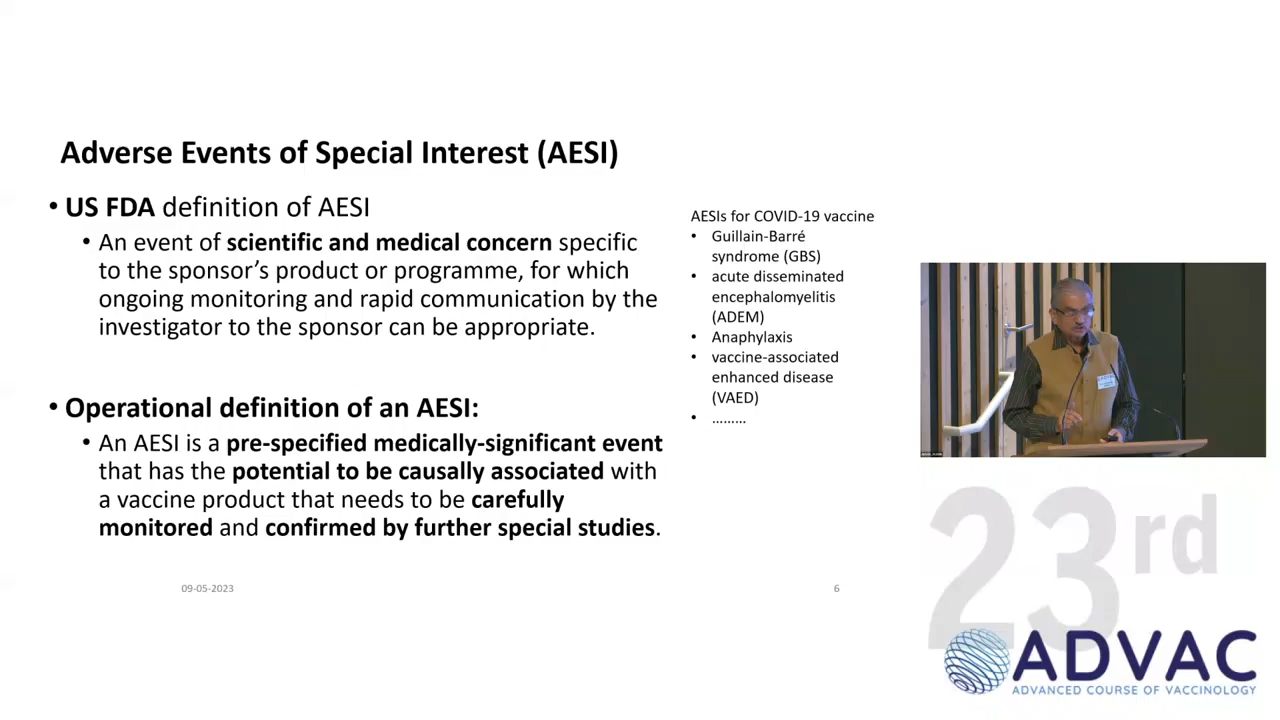 Adverse Events of Special Interest (AESI)
• US FDA definition of AESI
• An event of scientific and medical concern specific
to the sponsor's product or programme, for which
ongoing monitoring and rapid communication by the
investigator to the sponsor can be appropriate.
• Operational definition of an AESI:
• An AESI is a pre-specified medically-significant event
that has the potential to be causally associated with
a vaccine product that needs to be carefully
monitored and confirmed by further special studies.
AESIs for COVID-19 vaccine
• Guillain-Barré
syndrome (GBS)
• acute disseminated
encephalomyelitis
(ADEM)
• Anaphylaxis
• vaccine-associated
enhanced disease
(VAED)
• ………
09-05-2023
6
23rd
ADVAC
ADVANCED COURSE OF VACCINOLOGY